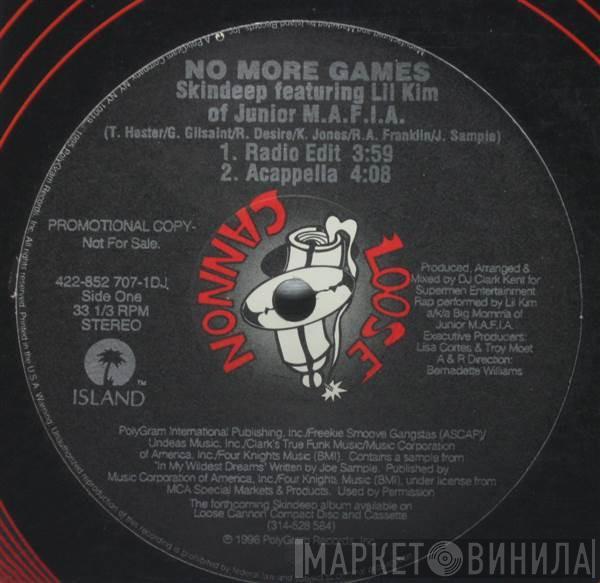 NO MORE GAMES
Skindeep featuring Lil Kim
of Junior M.A.F.I.A.
(T. Hester/G. Gilsaint/R. Desire/K. Jones/R.A. Franklin/J. Sample)
1. Radio Edit 3:59
2. Acappella 4:08
PROMOTIONAL COPY-
Not For Sale.
422-852 707-1DJ
Side One
33 1/3 RPM
STEREO
ISLAND
TM
LOOSE
CANNON
Produced, Arranged &
Mixed by DJ Clark Kent for
Supermen Entertainment
Rap performed by Lil Kim
a/k/a Big Momma of
Junior M.A.F.I.A.
Executive Producers:
Lisa Cortes & Troy Moet
A & R Direction:
Bernadette Williams
PolyGram International Publishing, Inc./Freekie Smoove Gangstas (ASCAP)/
Undeas Music, Inc./Clark's True Funk Music/Music Corporation
of America, Inc./Four Knights Music (BMI). Contains a sample from
"In My Wildest Dreams" Written by Joe Sample. Published by
Music Corporation of America, Inc./Four Knights Music (BMI), under license from
MCA Special Markets & Products. Used by Permission
The forthcoming Skindeep album available on
Loose Cannon Compact Disc and Cassette
(314-528 584)
℗ © 1996 PolyGram Records, Inc.
МАРКЕТ ВИНИЛА